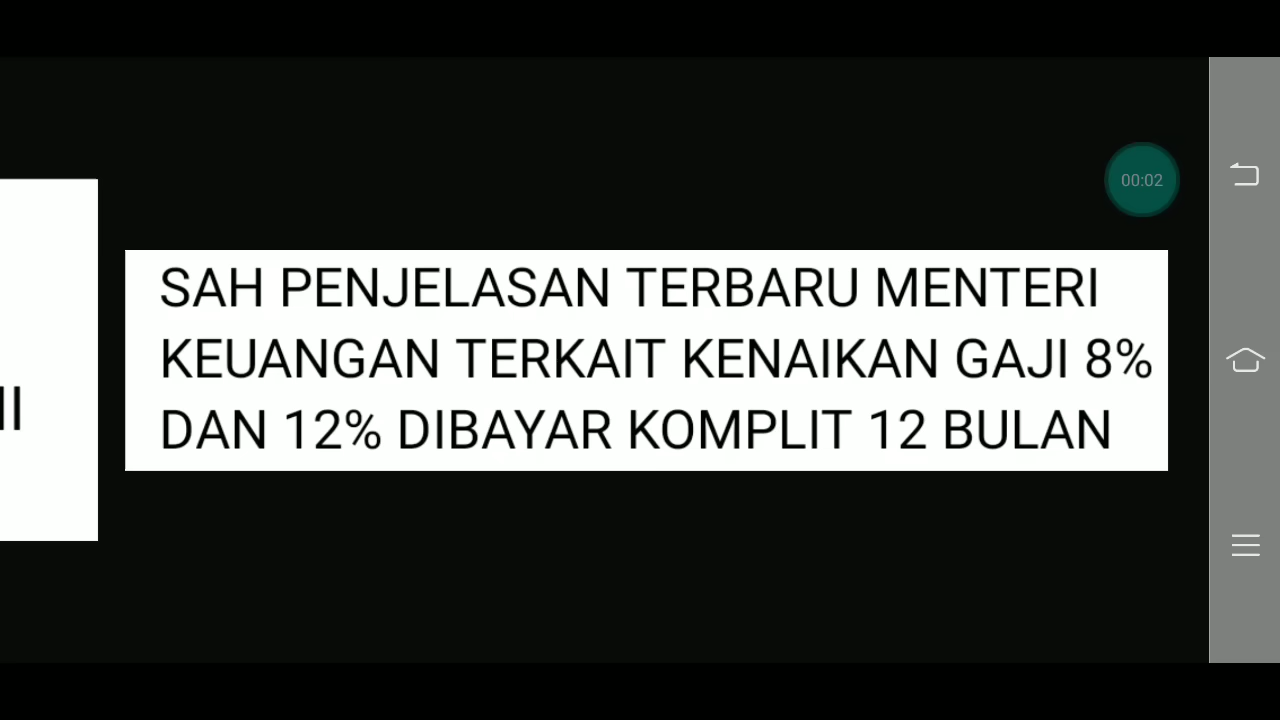 00:02
SAH PENJELASAN TERBARU MENTERI
KEUANGAN TERKAIT KENAIKAN GAJI 8%
DAN 12% DIBAYAR KOMPLIT 12 BULAN